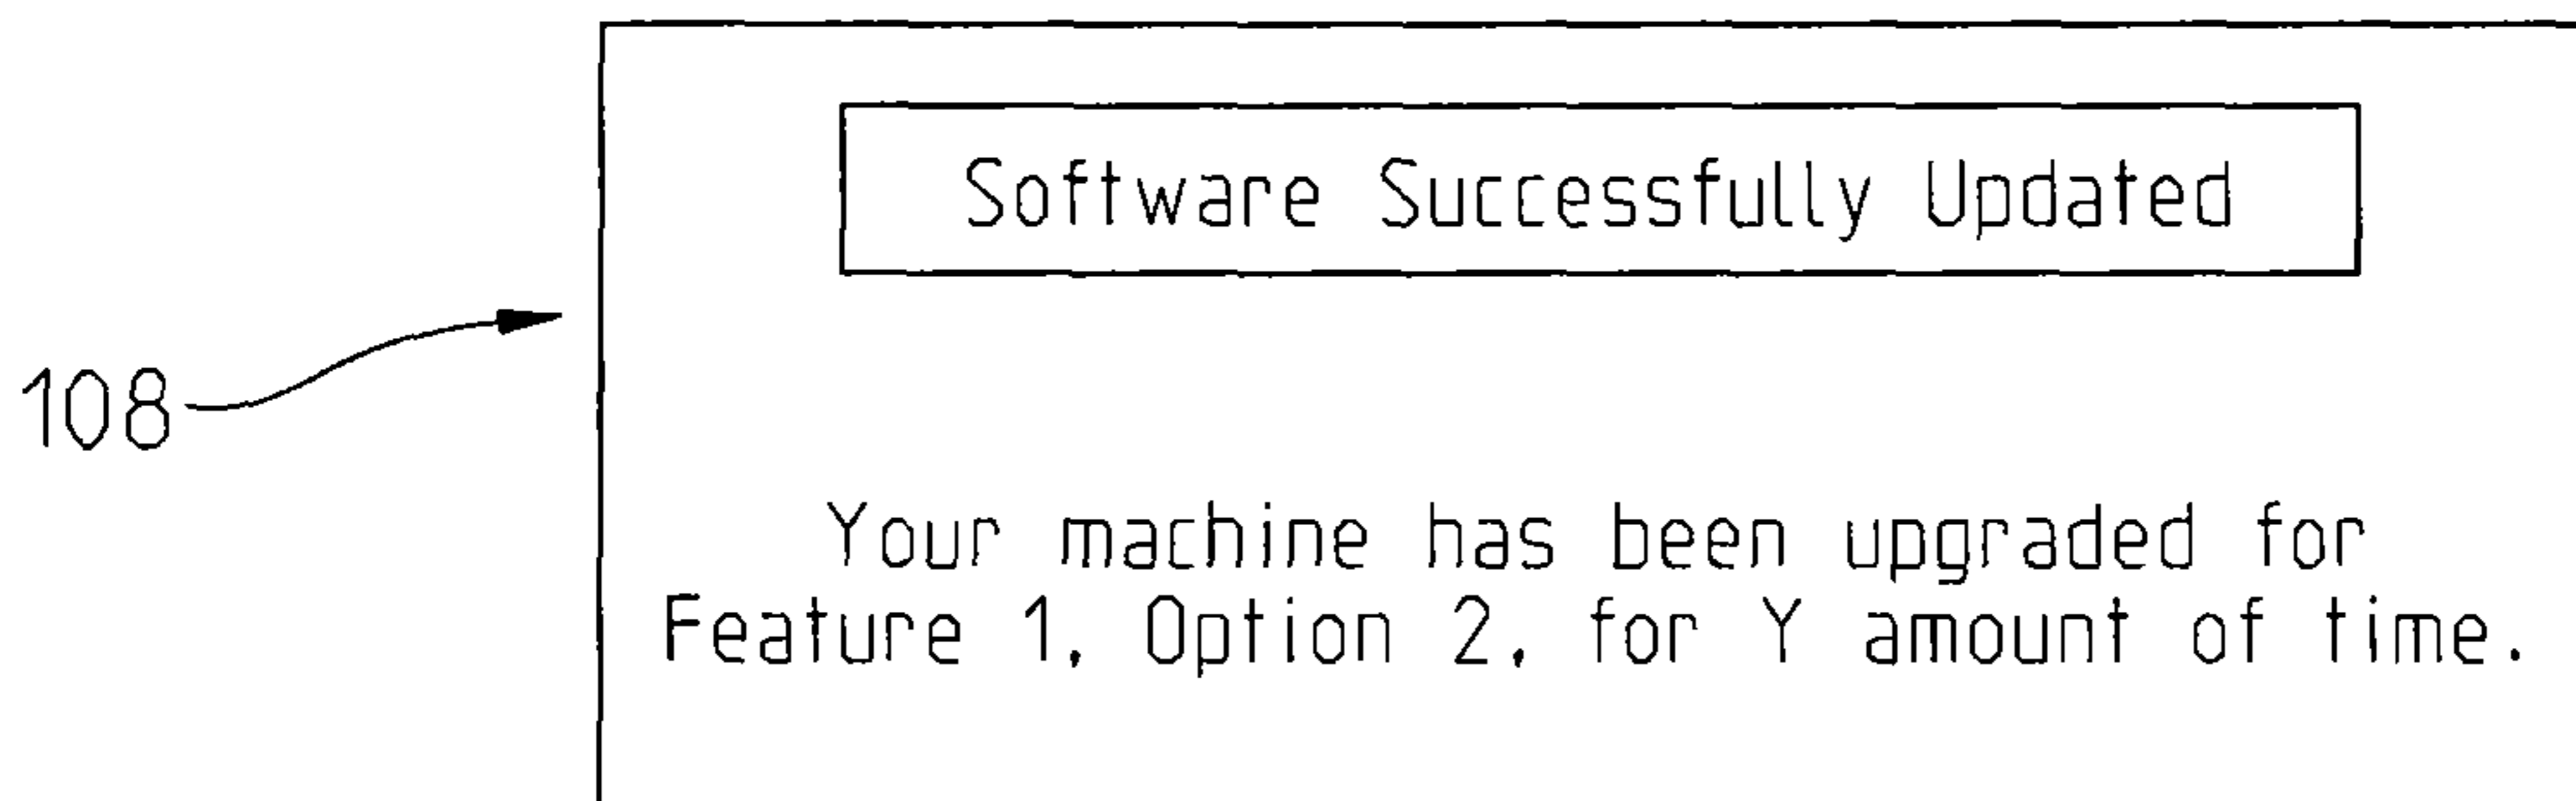 Software Successfully Updated
108
Your machine has been upgraded for
Feature 1, Option 2, for Y amount of time.